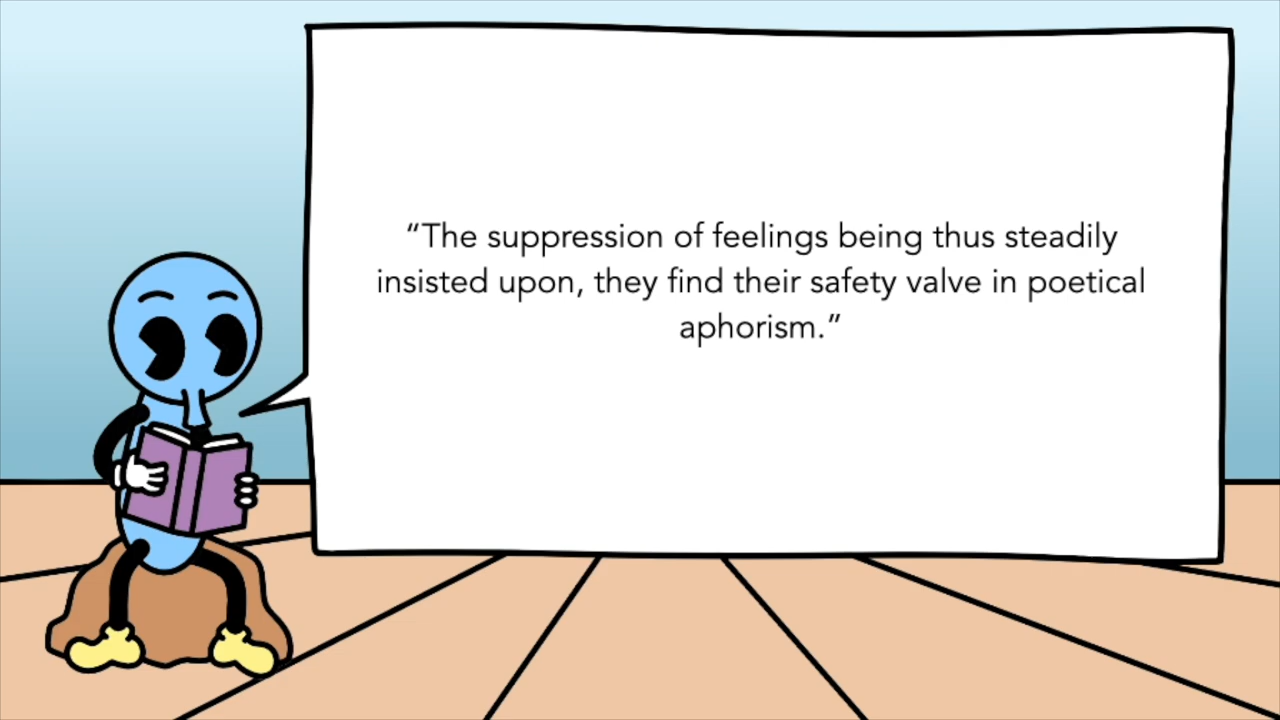 “The suppression of feelings being thus steadily
insisted upon, they find their safety valve in poetical
aphorism.”